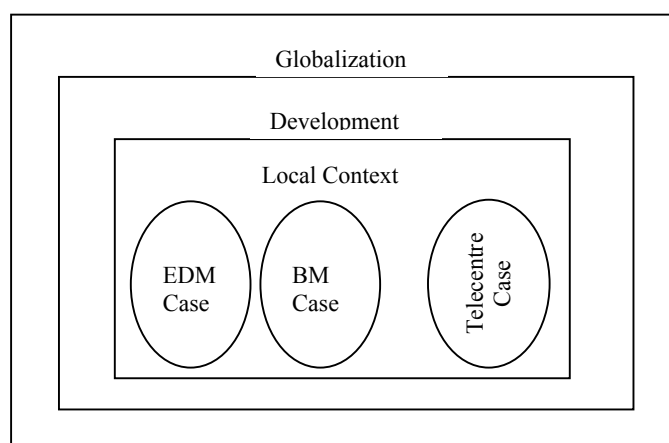 Globalization
Development
Local Context
EDM
Case
BM
Case
Telecentre
Case